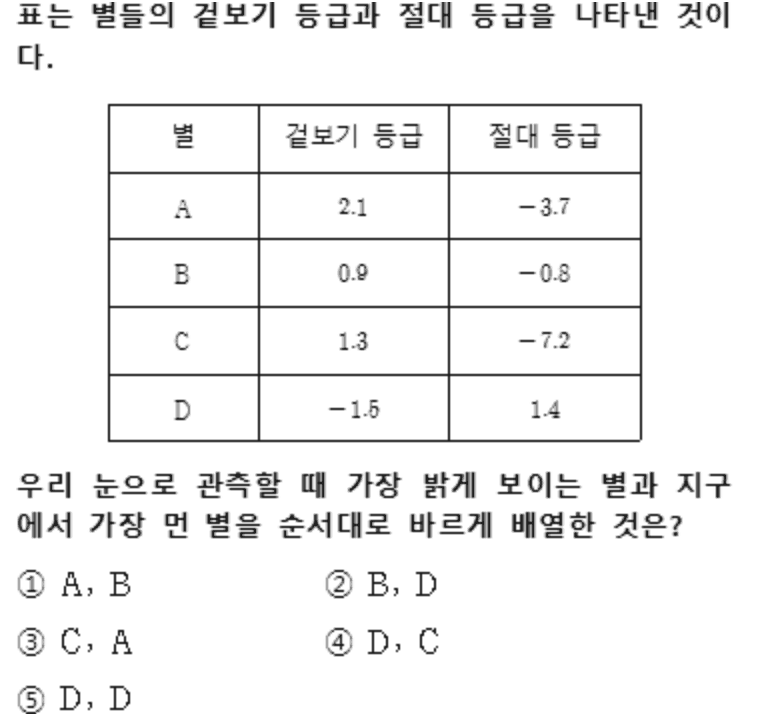 표는 별들의 겉보기 등급과 절대 등급을 나타낸 것이
다.
별 겉보기 등급 절대 등급
A 2.1 −3.7
B 0.9 −0.8
C 1.3 −7.2
D −1.5 1.4
우리 눈으로 관측할 때 가장 밝게 보이는 별과 지구
에서 가장 먼 별을 순서대로 바르게 배열한 것은?
① A, B ② B, D
③ C, A ④ D, C
⑤ D, D